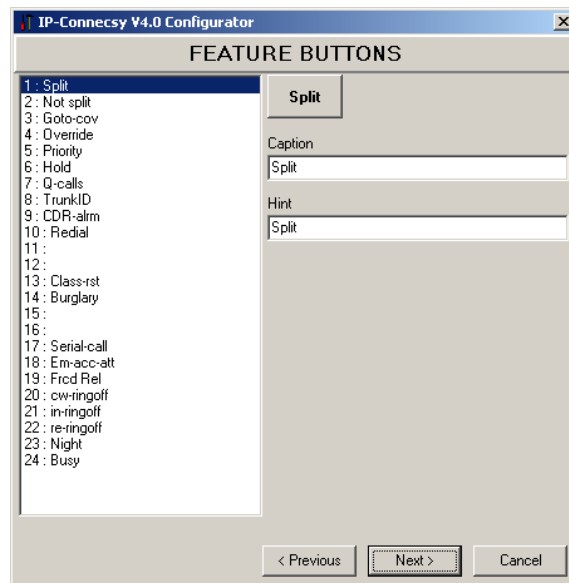 IP-Connecsy V4.0 Configurator
FEATURE BUTTONS
1 : Split
2 : Not split
3 : Goto-cov
4 : Override
5 : Priority
6 : Hold
7 : Q-calls
8 : TrunkID
9 : CDR-alrm
10 : Redial
11 :
12 :
13 : Class-rst
14 : Burglary
15 :
16 :
17 : Serial-call
18 : Em-acc-att
19 : Frcd Rel
20 : cw-ringoff
21 : in-ringoff
22 : re-ringoff
23 : Night
24 : Busy
Split
Caption
Split
Hint
Split
< Previous
Next >
Cancel